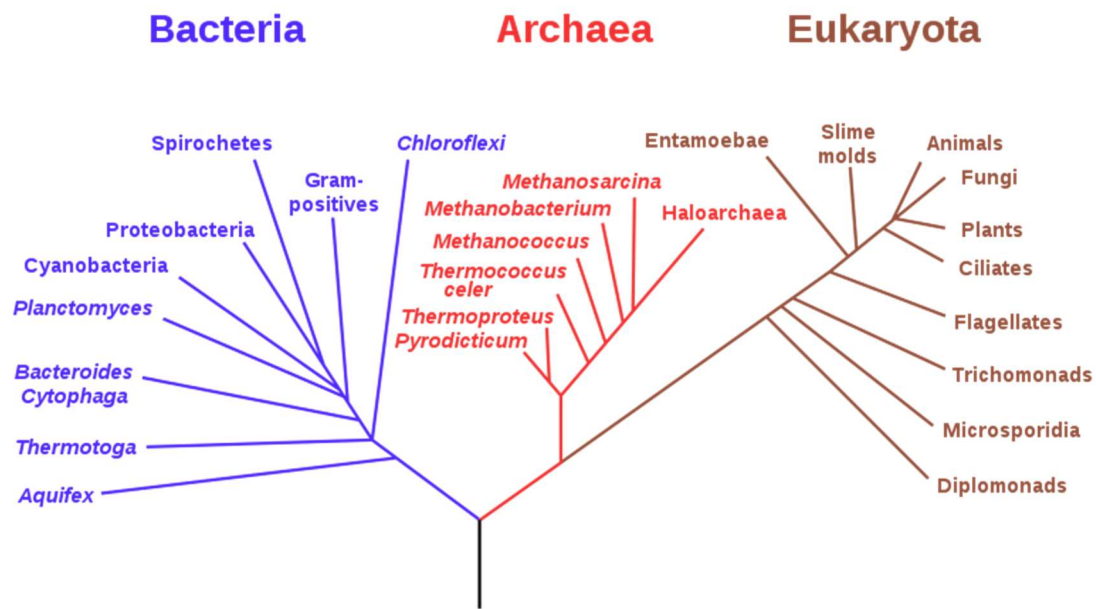 Bacteria
Archaea
Eukaryota
Spirochetes
Chloroflexi
Gram-
positives
Proteobacteria
Cyanobacteria
Planctomyces
Bacteroides
Cytophaga
Thermotoga
Aquifex
Methanosarcina
Methanobacterium
Haloarchaea
Methanococcus
Thermococcus
celer
Thermoproteus
Pyrodicticum
Entamoebae
Slime
molds
Animals
Fungi
Plants
Ciliates
Flagellates
Trichomonads
Microsporidia
Diplomonads